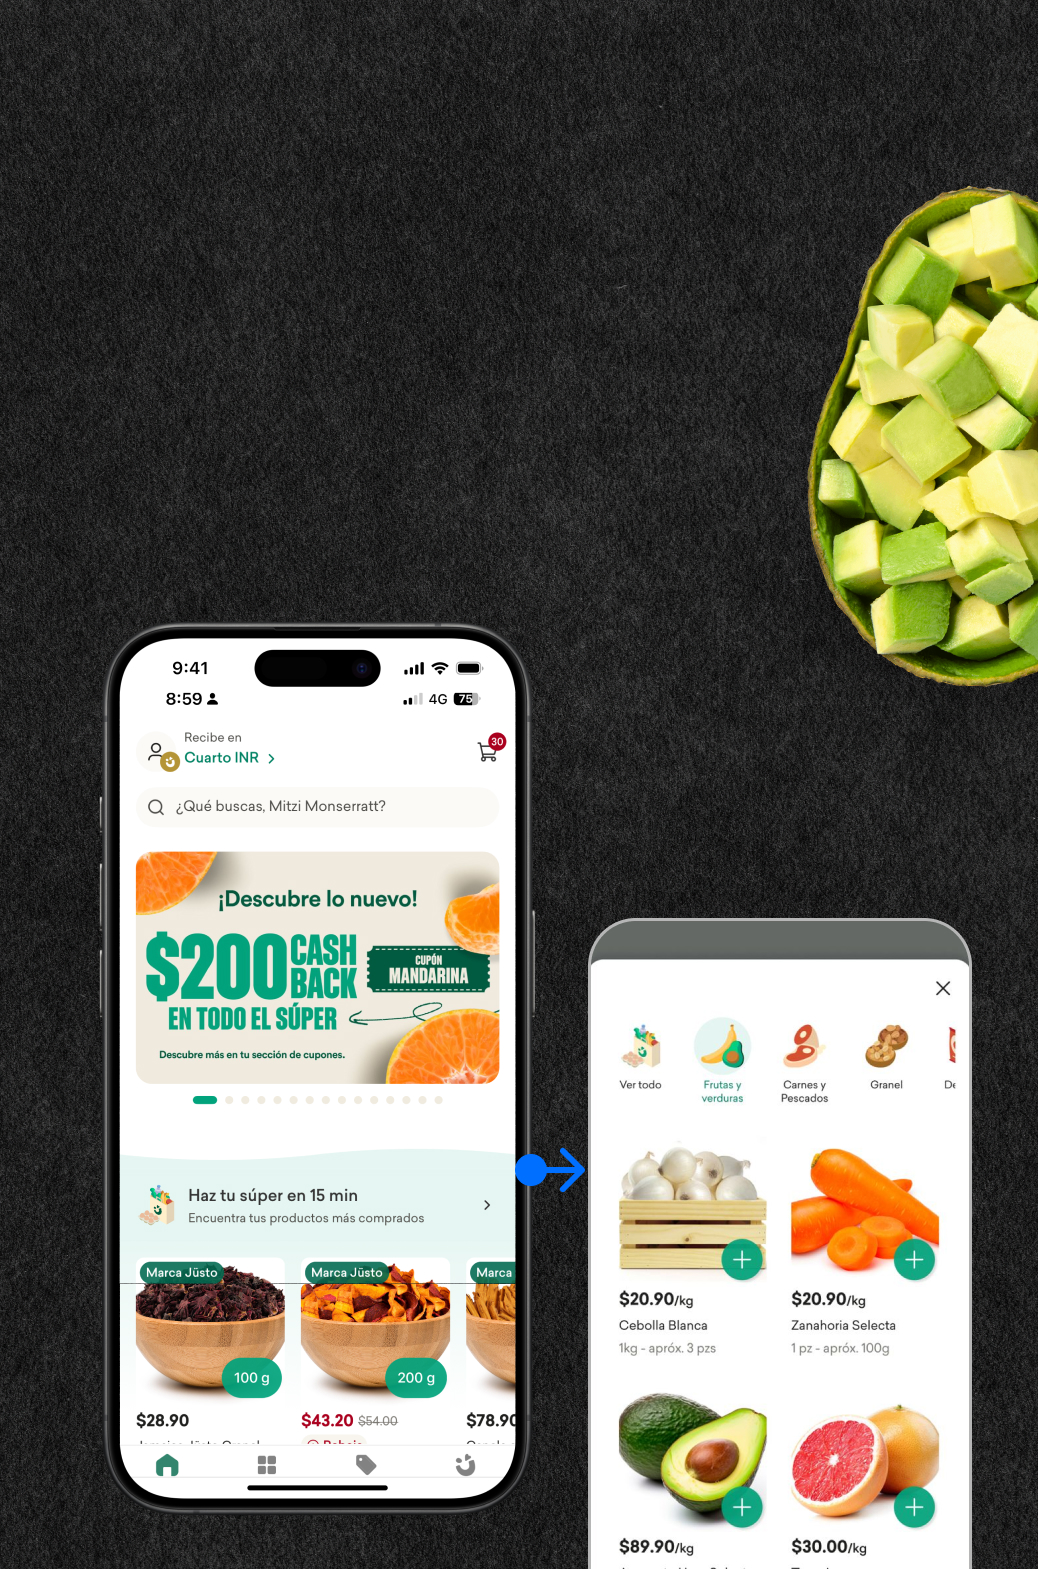 9:41
8:59
4G
75
Recibe en
Cuarto INR
30
¿Qué buscas, Mitzi Monserratt?
¡Descubre lo nuevo!
$200 CASH BACK
EN TODO EL SÚPER
CUPÓN
MANDARINA
Descubre más en tu sección de cupones.
Haz tu súper en 15 min
Encuentra tus productos más comprados
Marca Jüsto
Marca Jüsto
Marca
100 g
200 g
$28.90
$43.20 $54.00
$78.90
Ver todo
Frutas y
verduras
Carnes y
Pescados
Granel
De
$20.90/kg
Cebolla Blanca
1kg - apróx. 3 pzs
$20.90/kg
Zanahoria Selecta
1 pz - apróx. 100g
$89.90/kg
$30.00/kg